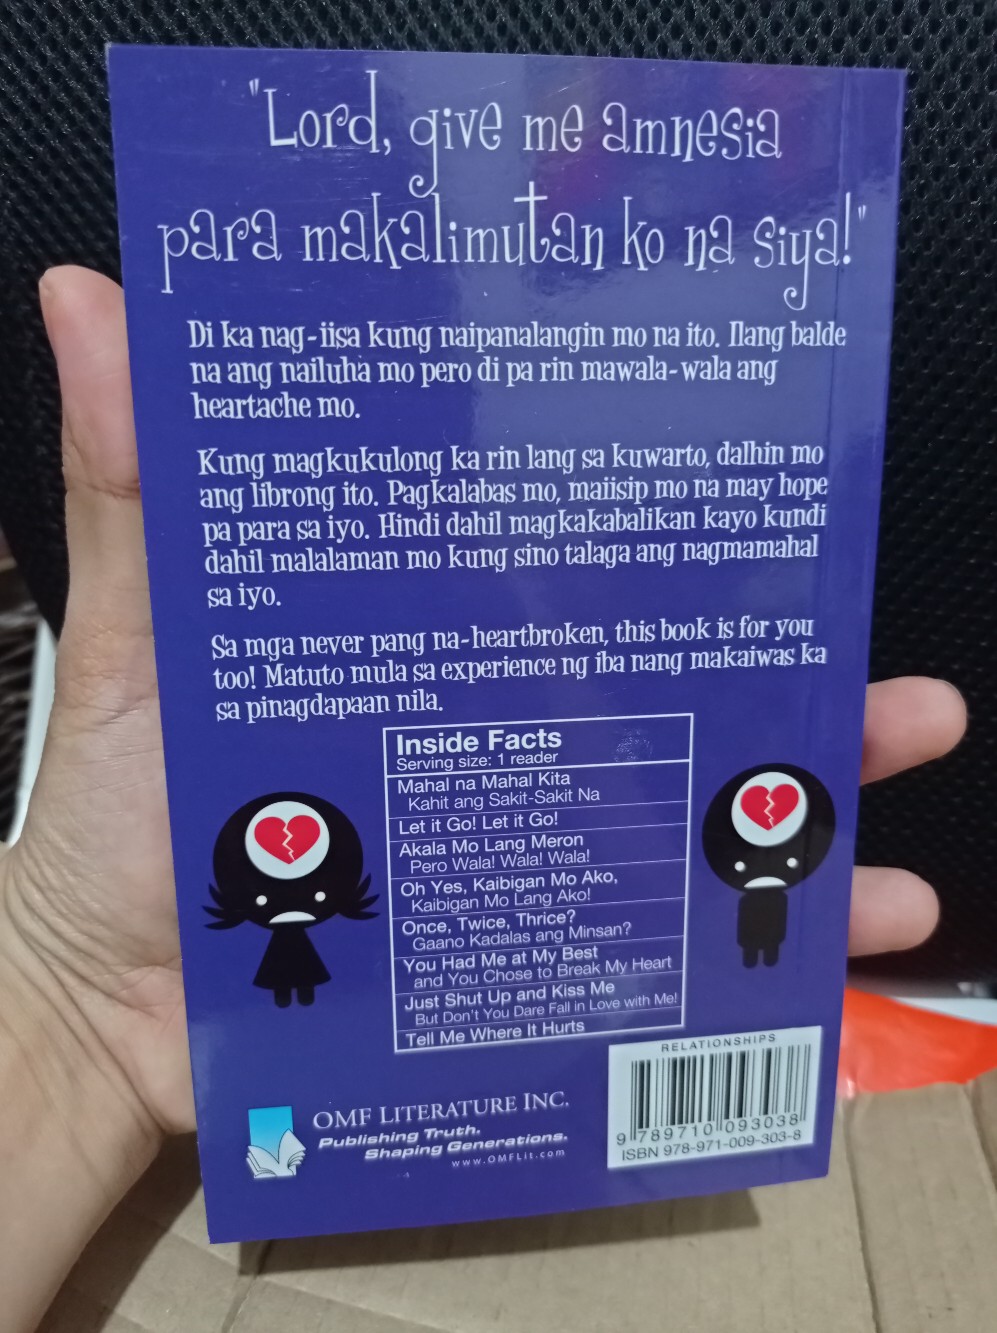 "Lord, give me amnesia
para makalimutan ko na siya!"
Di ka nag-iisa kung naipanalangin mo na ito. Ilang balde
na ang nailuha mo pero di pa rin mawala-wala ang
heartache mo.
Kung magkukulong ka rin lang sa kuwarto, dalhin mo
ang librong ito. Pagkalabas mo, maiisip mo na may hope
pa para sa iyo. Hindi dahil magkakabalikan kayo kundi
dahil malalaman mo kung sino talaga ang nagmamahal
sa iyo.
Sa mga never pang na-heartbroken, this book is for you
too! Matuto mula sa experience ng iba nang makaiwas ka
sa pinagdapaan nila.
Inside Facts
Serving size: 1 reader
Mahal na Mahal Kita
Kahit ang Sakit-Sakit Na
Let it Go! Let it Go!
Akala Mo Lang Meron
Pero Wala! Wala! Wala!
Oh Yes, Kaibigan Mo Ako,
Kaibigan Mo Lang Ako!
Once, Twice, Thrice?
Gaano Kadalas ang Minsan?
You Had Me at My Best
and You Chose to Break My Heart
Just Shut Up and Kiss Me
But Don't You Dare Fall in Love with Me!
Tell Me Where It Hurts
OMF LITERATURE INC.
Publishing Truth.
Shaping Generations.
www.OMFLit.com
RELATIONSHIPS
9 789710 093038
ISBN 978-971-009-303-8